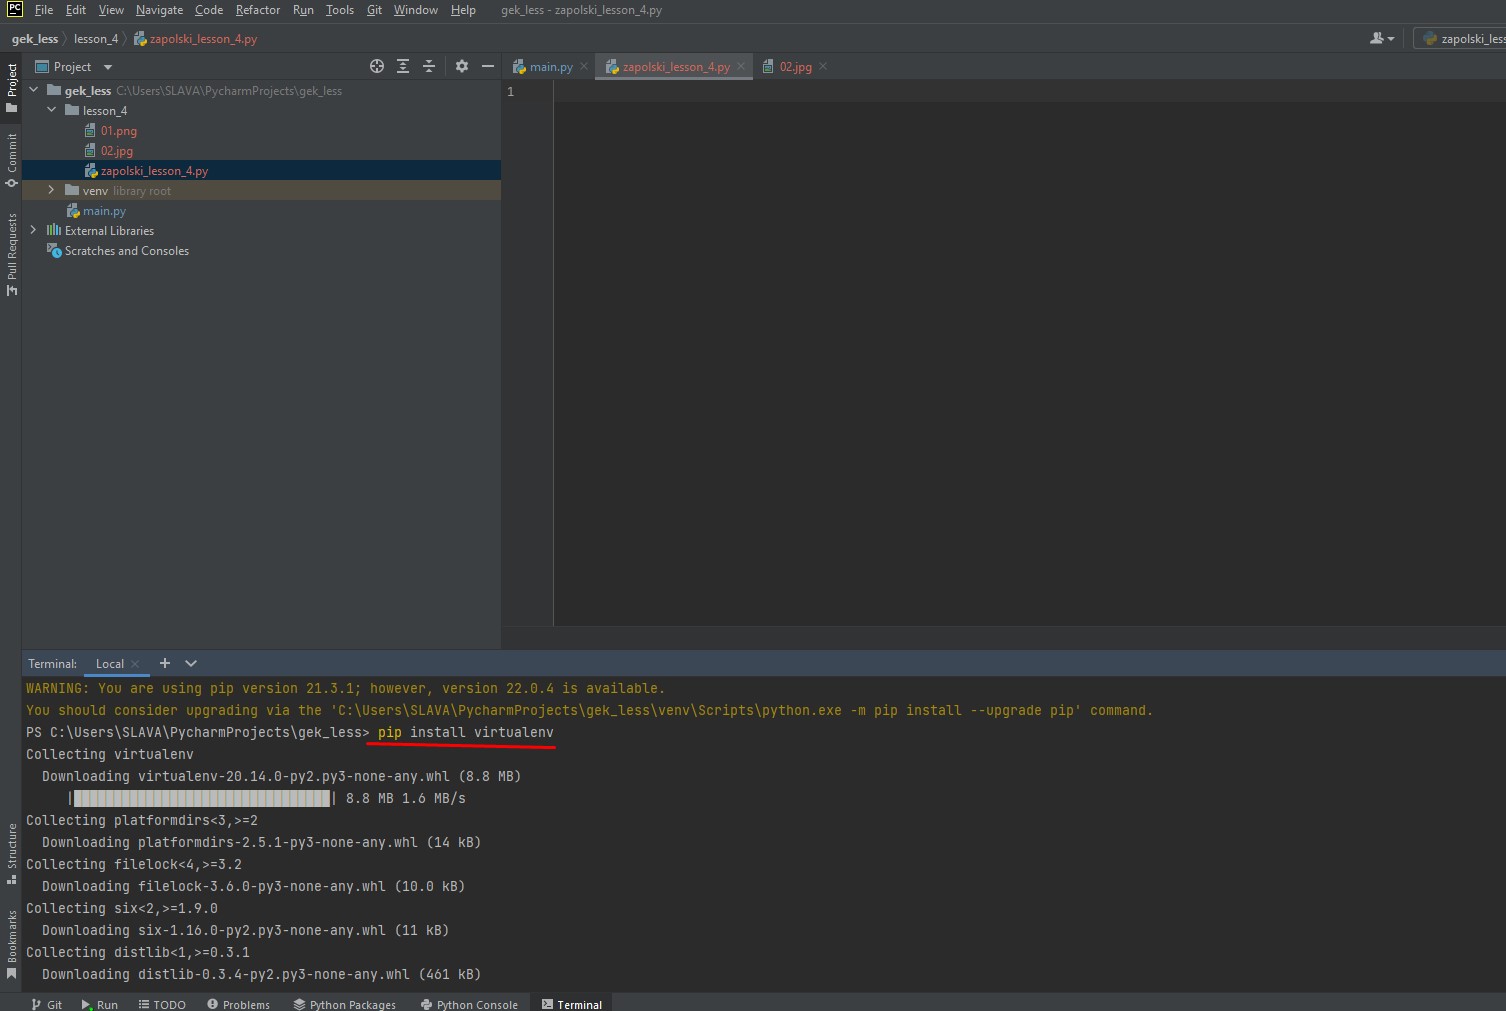 PC File Edit View Navigate Code Refactor Run Tools Git Window Help gek_less - zapolski_lesson_4.py
gek_less lesson_4 zapolski_lesson_4.py
zapolski_less
Project
main.py
zapolski_lesson_4.py
02.jpg
gek_less C:\Users\SLAVA\PycharmProjects\gek_less
lesson_4
01.png
02.jpg
zapolski_lesson_4.py
venv library root
main.py
External Libraries
Scratches and Consoles
1
Project
Commit
Pull Requests
Structure
Bookmarks
Terminal: Local
WARNING: You are using pip version 21.3.1; however, version 22.0.4 is available.
You should consider upgrading via the 'C:\Users\SLAVA\PycharmProjects\gek_less\venv\Scripts\python.exe -m pip install --upgrade pip' command.
PS C:\Users\SLAVA\PycharmProjects\gek_less> pip install virtualenv
Collecting virtualenv
Downloading virtualenv-20.14.0-py2.py3-none-any.whl (8.8 MB)
| | 8.8 MB 1.6 MB/s
Collecting platformdirs<3,>=2
Downloading platformdirs-2.5.1-py3-none-any.whl (14 kB)
Collecting filelock<4,>=3.2
Downloading filelock-3.6.0-py3-none-any.whl (10.0 kB)
Collecting six<2,>=1.9.0
Downloading six-1.16.0-py2.py3-none-any.whl (11 kB)
Collecting distlib<1,>=0.3.1
Downloading distlib-0.3.4-py2.py3-none-any.whl (461 kB)
Git Run TODO Problems Python Packages Python Console Terminal